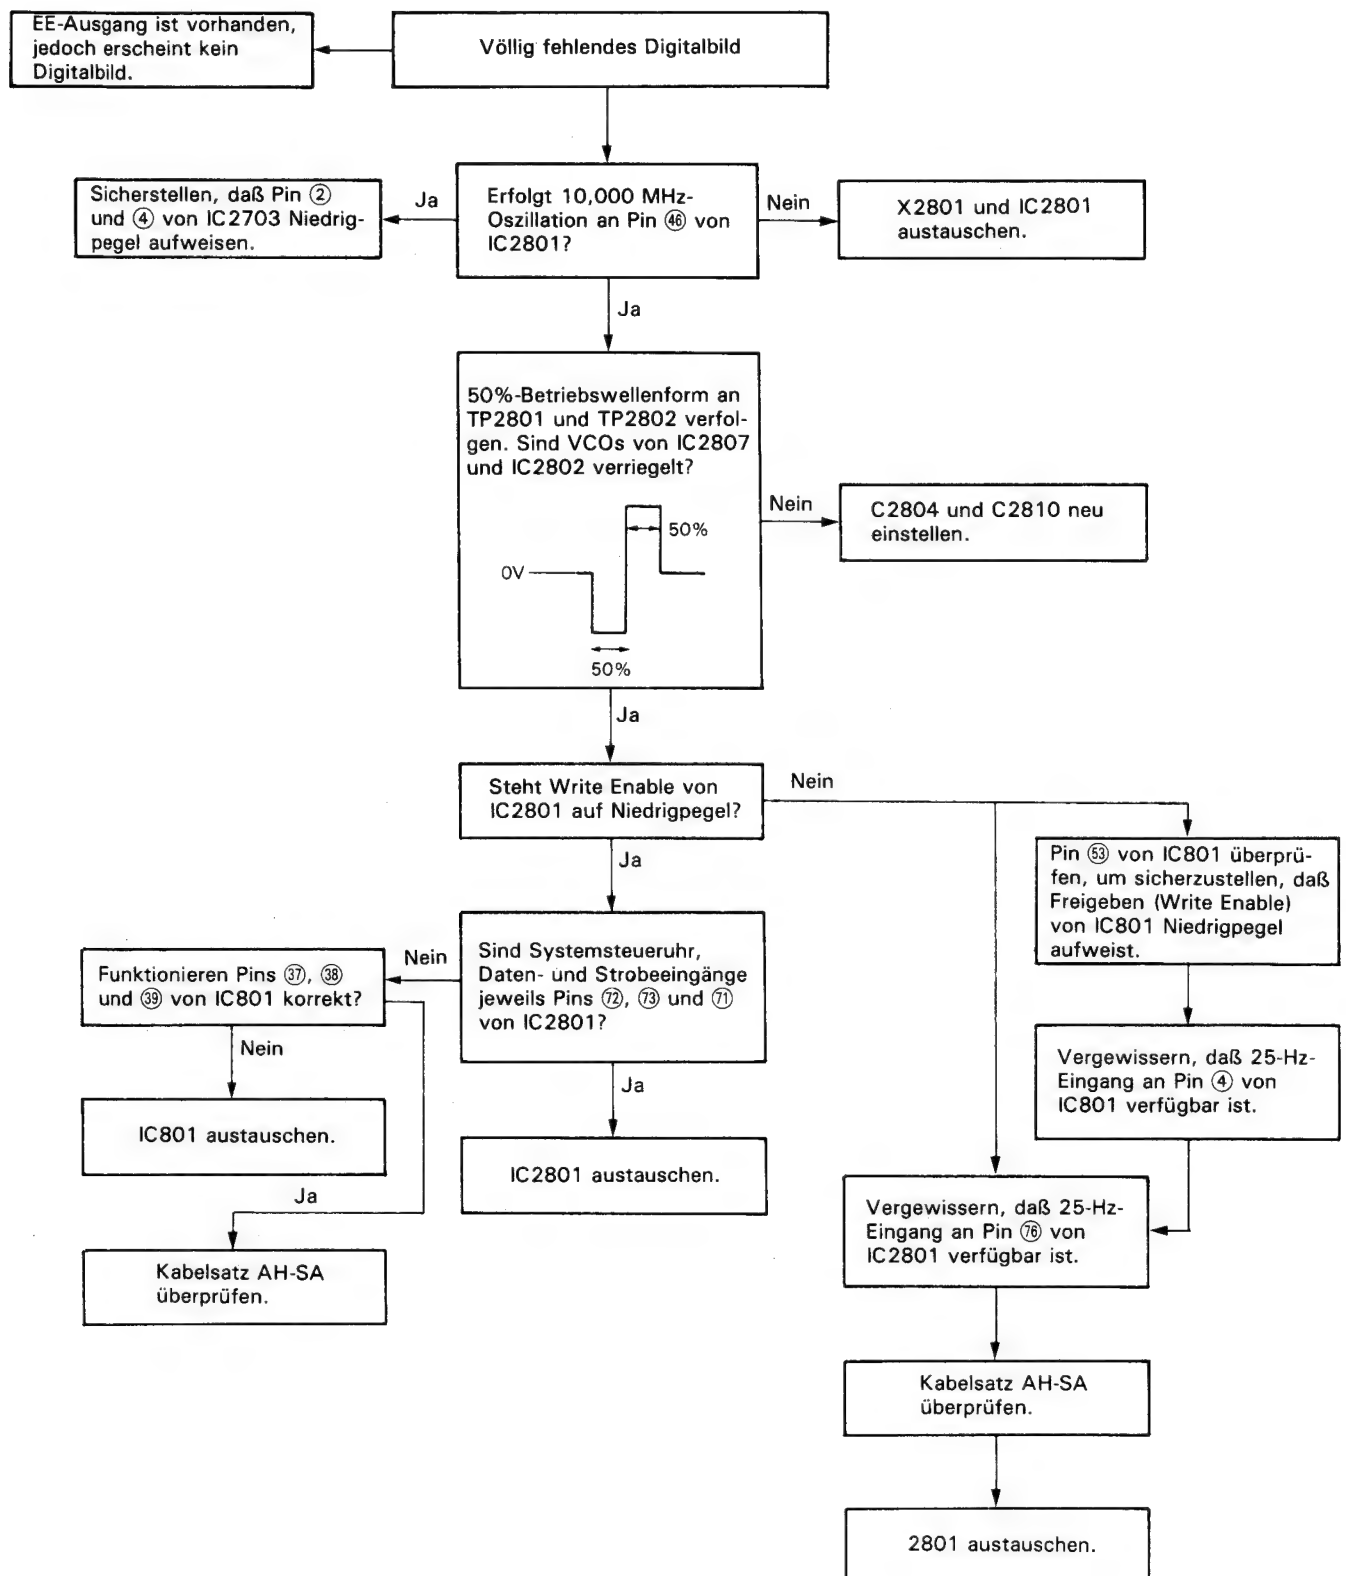 EE-Ausgang ist vorhanden,
jedoch erscheint kein
Digitalbild.
Völlig fehlendes Digitalbild
Sicherstellen, daß Pin ②
und ④ von IC2703 Niedrig-
pegel aufweisen.
Ja
Erfolgt 10,000 MHz-
Oszillation an Pin ㊻ von
IC2801?
Nein
X2801 und IC2801
austauschen.
Ja
50%-Betriebswellenform an
TP2801 und TP2802 verfol-
gen. Sind VCOs von IC2807
und IC2802 verriegelt?
50%
0V
50%
Nein
C2804 und C2810 neu
einstellen.
Ja
Steht Write Enable von
IC2801 auf Niedrigpegel?
Nein
Pin 53 von IC801 überprü-
fen, um sicherzustellen, daß
Freigeben (Write Enable)
von IC801 Niedrigpegel
aufweist.
Ja
Sind Systemsteueruhr,
Daten- und Strobeeingänge
jeweils Pins 72, 73 und 71
von IC2801?
Nein
Funktionieren Pins ㊲, ㊳
und ㊴ von IC801 korrekt?
Nein
IC801 austauschen.
Ja
Kabelsatz AH-SA
überprüfen.
Ja
IC2801 austauschen.
Vergewissern, daß 25-Hz-
Eingang an Pin ④ von
IC801 verfügbar ist.
Vergewissern, daß 25-Hz-
Eingang an Pin 76 von
IC2801 verfügbar ist.
Kabelsatz AH-SA
überprüfen.
2801 austauschen.